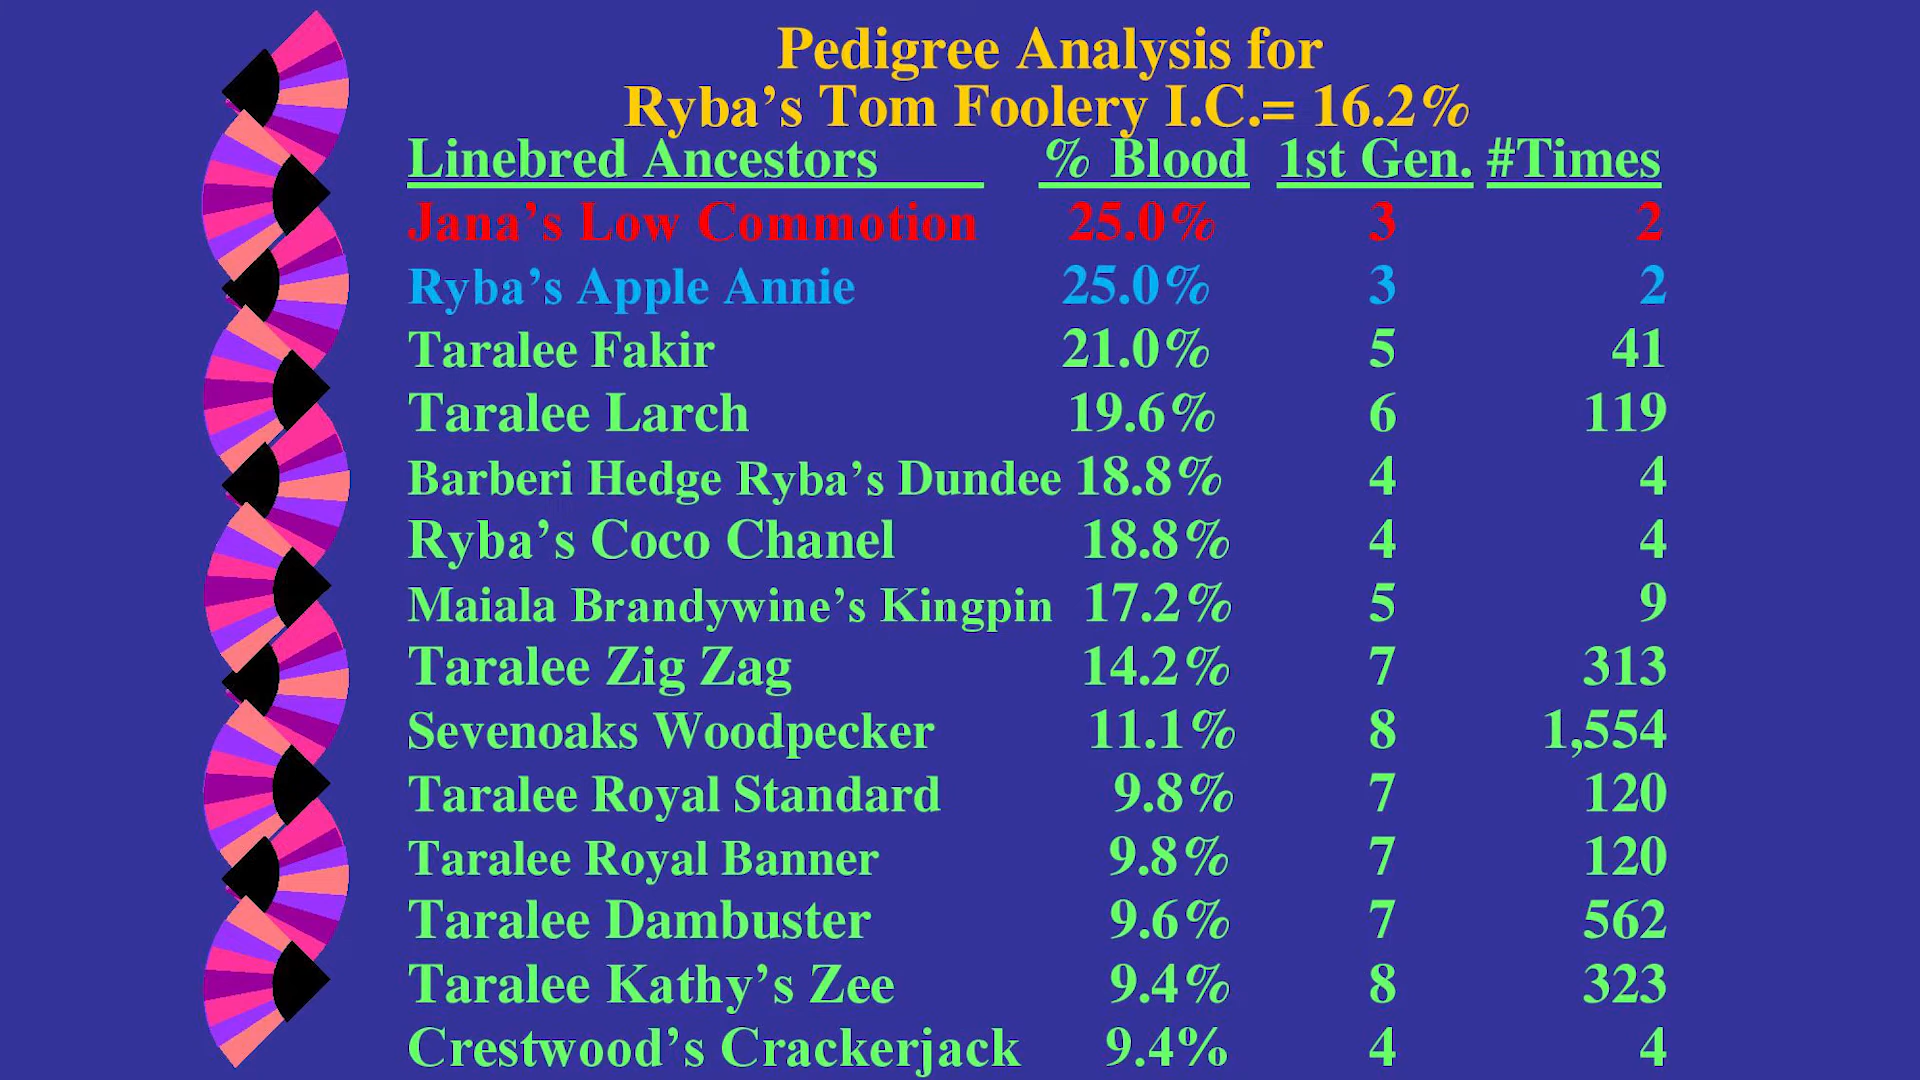 Pedigree Analysis for
Ryba’s Tom Foolery I.C.= 16.2%
Linebred Ancestors % Blood 1st Gen. #Times
Jana’s Low Commotion 25.0% 3 2
Ryba’s Apple Annie 25.0% 3 2
Taralee Fakir 21.0% 5 41
Taralee Larch 19.6% 6 119
Barberi Hedge Ryba’s Dundee 18.8% 4 4
Ryba’s Coco Chanel 18.8% 4 4
Maiala Brandywine’s Kingpin 17.2% 5 9
Taralee Zig Zag 14.2% 7 313
Sevenoaks Woodpecker 11.1% 8 1,554
Taralee Royal Standard 9.8% 7 120
Taralee Royal Banner 9.8% 7 120
Taralee Dambuster 9.6% 7 562
Taralee Kathy’s Zee 9.4% 8 323
Crestwood’s Crackerjack 9.4% 4 4